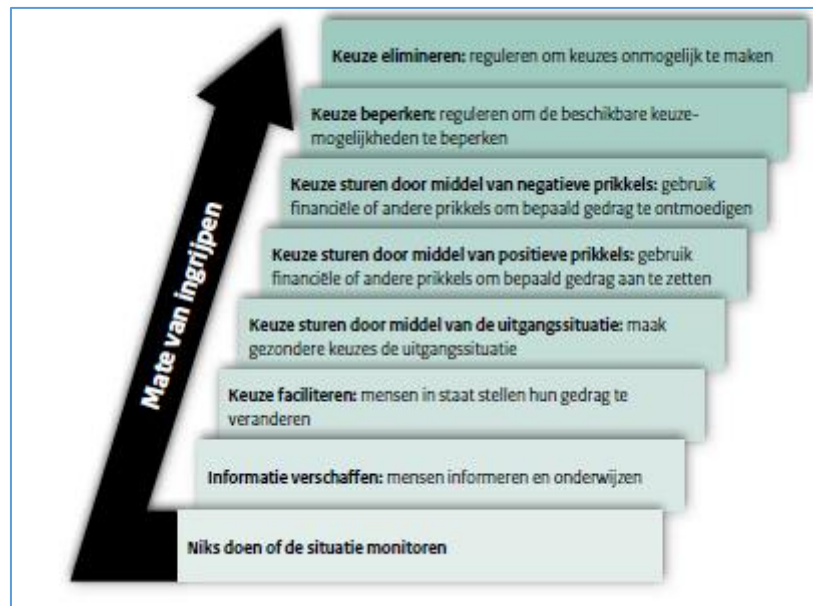 Keuze elimineren: reguleren om keuzes onmogelijk te maken
Keuze beperken: reguleren om de beschikbare keuze-
mogelijkheden te beperken
Keuze sturen door middel van negatieve prikkels: gebruik
financiële of andere prikkels om bepaald gedrag te ontmoedigen
Keuze sturen door middel van positieve prikkels: gebruik
financiële of andere prikkels om bepaald gedrag aan te zetten
Keuze sturen door middel van de uitgangssituatie: maak
gezondere keuzes de uitgangssituatie
Keuze faciliteren: mensen in staat stellen hun gedrag te
veranderen
Informatie verschaffen: mensen informeren en onderwijzen
Niks doen of de situatie monitoren
Mate van ingrijpen